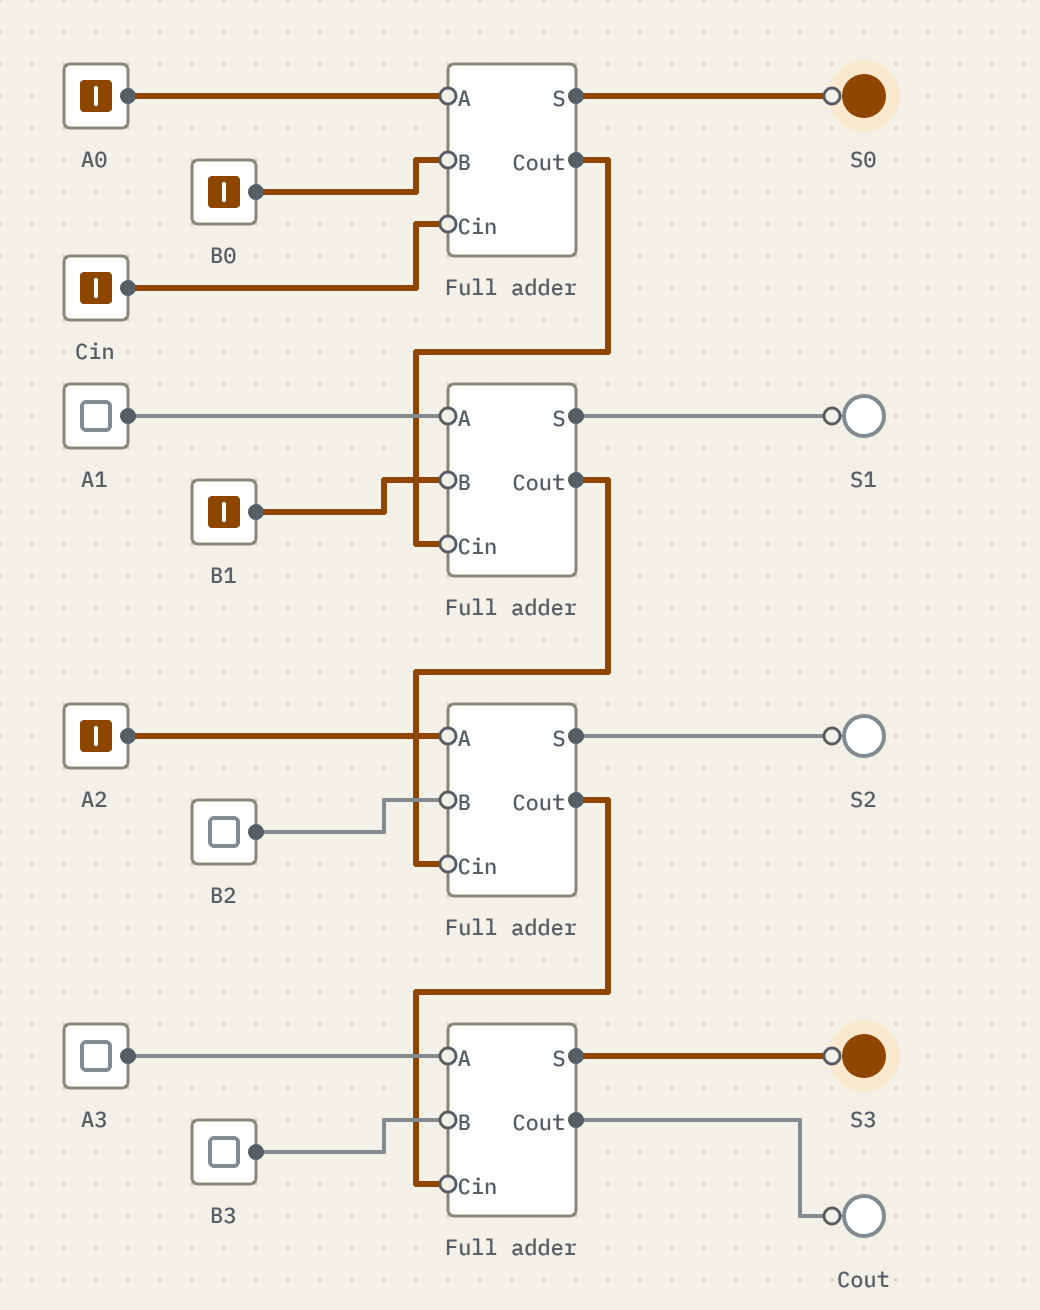 A S
A0 S0
B Cout
B0
Cin
Full adder
Cin
A S
A1 S1
B Cout
Cin
B1
Full adder
A S
A2 S2
B Cout
Cin
B2
Full adder
A S
A3 S3
B Cout
Cin
B3
Full adder
Cout